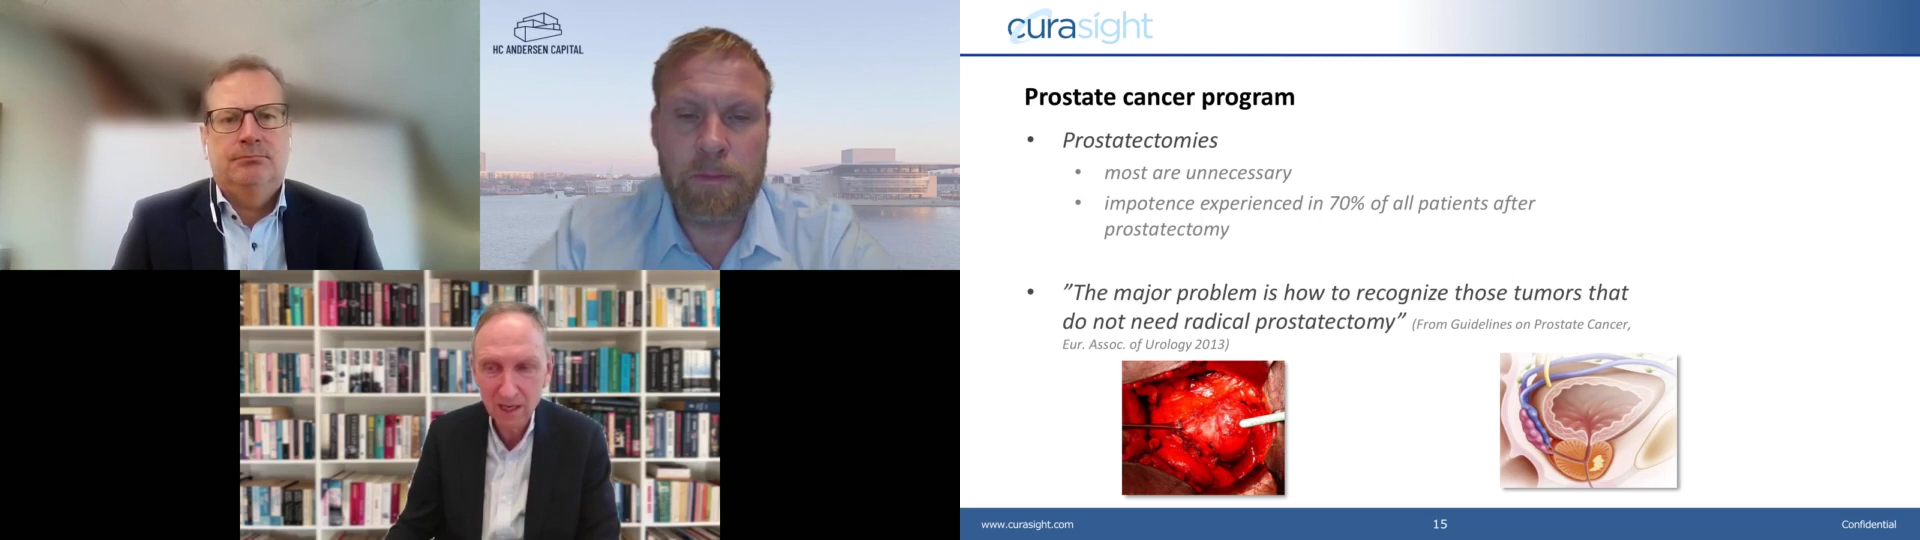 HC ANDERSEN CAPITAL
curasight
Prostate cancer program
• Prostatectomies
• most are unnecessary
• impotence experienced in 70% of all patients after
prostatectomy
• ”The major problem is how to recognize those tumors that
do not need radical prostatectomy” (From Guidelines on Prostate Cancer,
Eur. Assoc. of Urology 2013)
www.curasight.com
15
Confidential